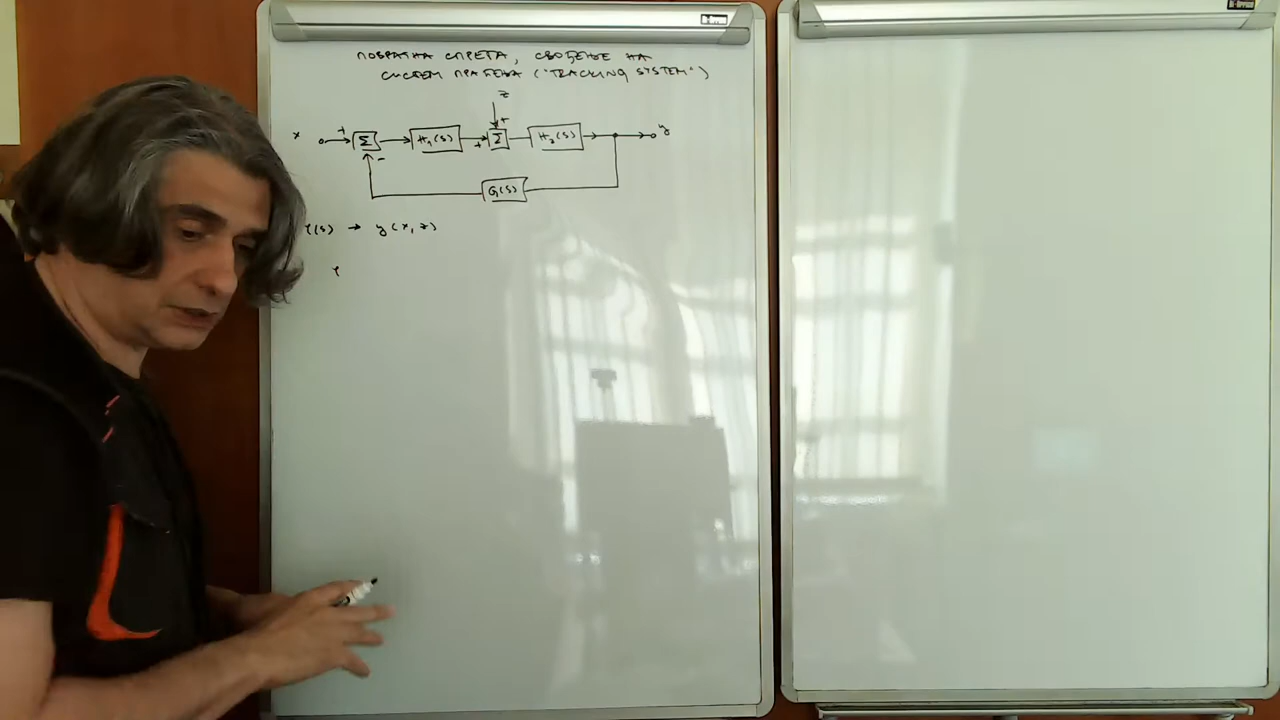 ПОВРАТНА СПРЕГА, СВОЂЕЊЕ НА
СИСТЕМ ПРАЋЕЊА ("TRACKING SYSTEM")
z
x + Σ H₁(s) + + Σ H₂(s) y
−
G(s)
(s) → y(x, z)
Y